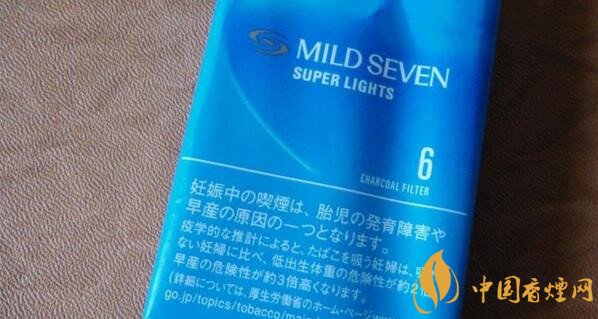 MILD SEVEN
SUPER LIGHTS
6
CHARCOAL FILTER
妊娠中の喫煙は、胎児の発育障害や
早産の原因の一つとなります。
疫学的な推計によると、たばこを吸う妊婦は、吸
ない妊婦に比べ、低出生体重の危険性が約2倍
早産の危険性が約3倍高くなります。
(詳細については、厚生労働省のホーム・ページ
go.jp/topics/tobacco/main
中国香烟网